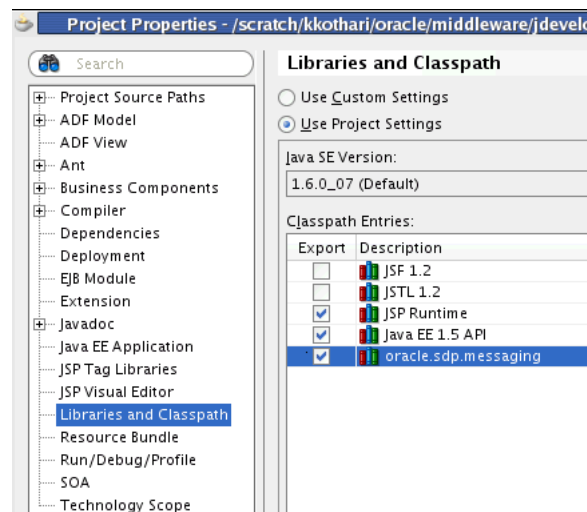 Project Properties - /scratch/kkothari/oracle/middleware/jdevelo
Search
Project Source Paths
ADF Model
ADF View
Ant
Business Components
Compiler
Dependencies
Deployment
EJB Module
Extension
Javadoc
Java EE Application
JSP Tag Libraries
JSP Visual Editor
Libraries and Classpath
Resource Bundle
Run/Debug/Profile
SOA
Technology Scope
Libraries and Classpath
Use Custom Settings
Use Project Settings
Java SE Version:
1.6.0_07 (Default)
Classpath Entries:
Export Description
JSF 1.2
JSTL 1.2
JSP Runtime
Java EE 1.5 API
oracle.sdp.messaging